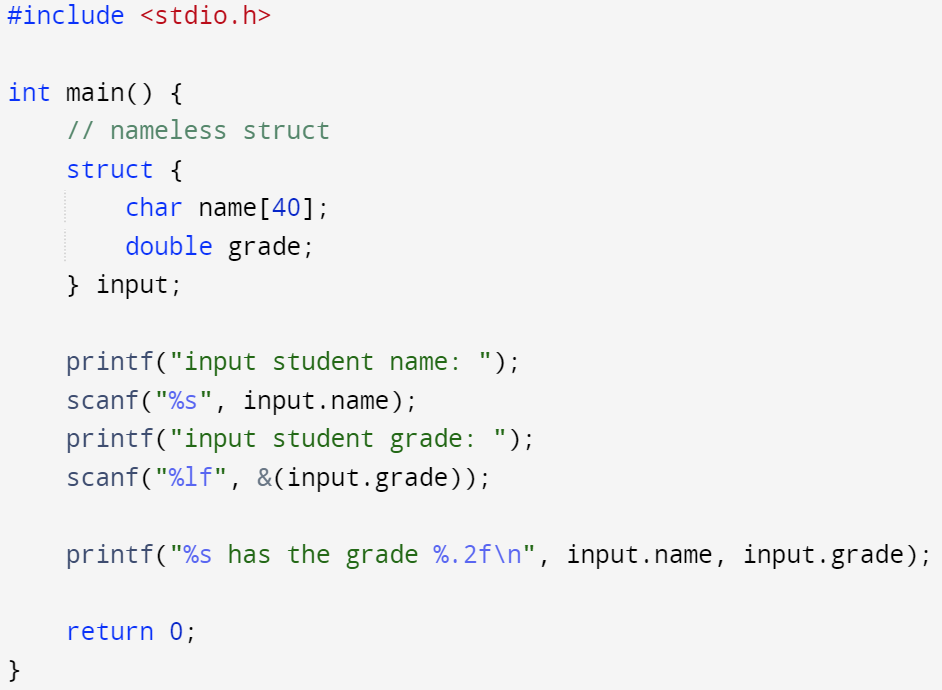 #include <stdio.h>

int main() {
    // nameless struct
    struct {
        char name[40];
        double grade;
    } input;

    printf("input student name: ");
    scanf("%s", input.name);
    printf("input student grade: ");
    scanf("%lf", &(input.grade));

    printf("%s has the grade %.2f\n", input.name, input.grade);

    return 0;
}